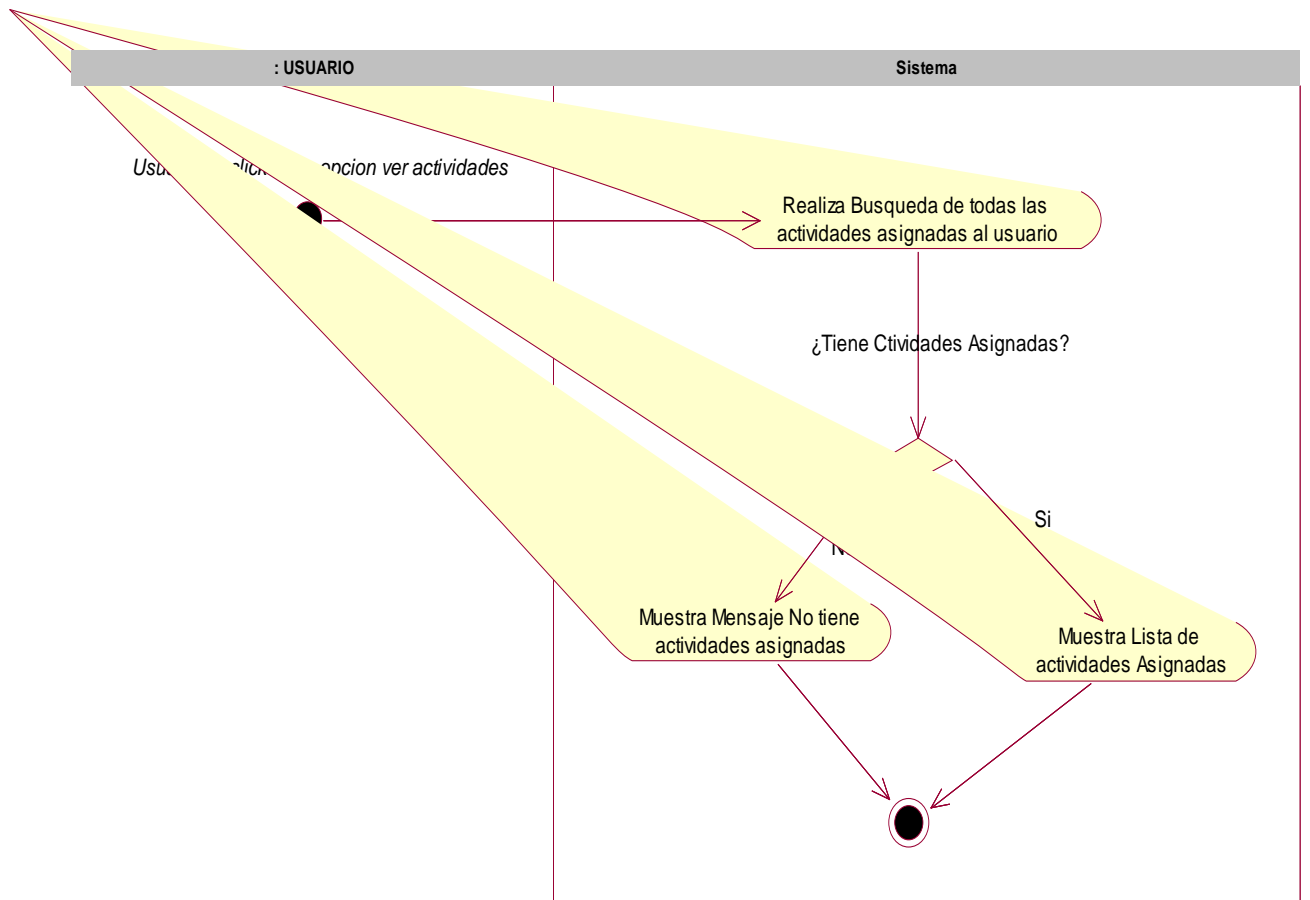 : USUARIO
Sistema
opcion ver actividades
Realiza Busqueda de todas las
actividades asignadas al usuario
¿Tiene Ctividades Asignadas?
Si
Muestra Mensaje No tiene
actividades asignadas
Muestra Lista de
actividades Asignadas